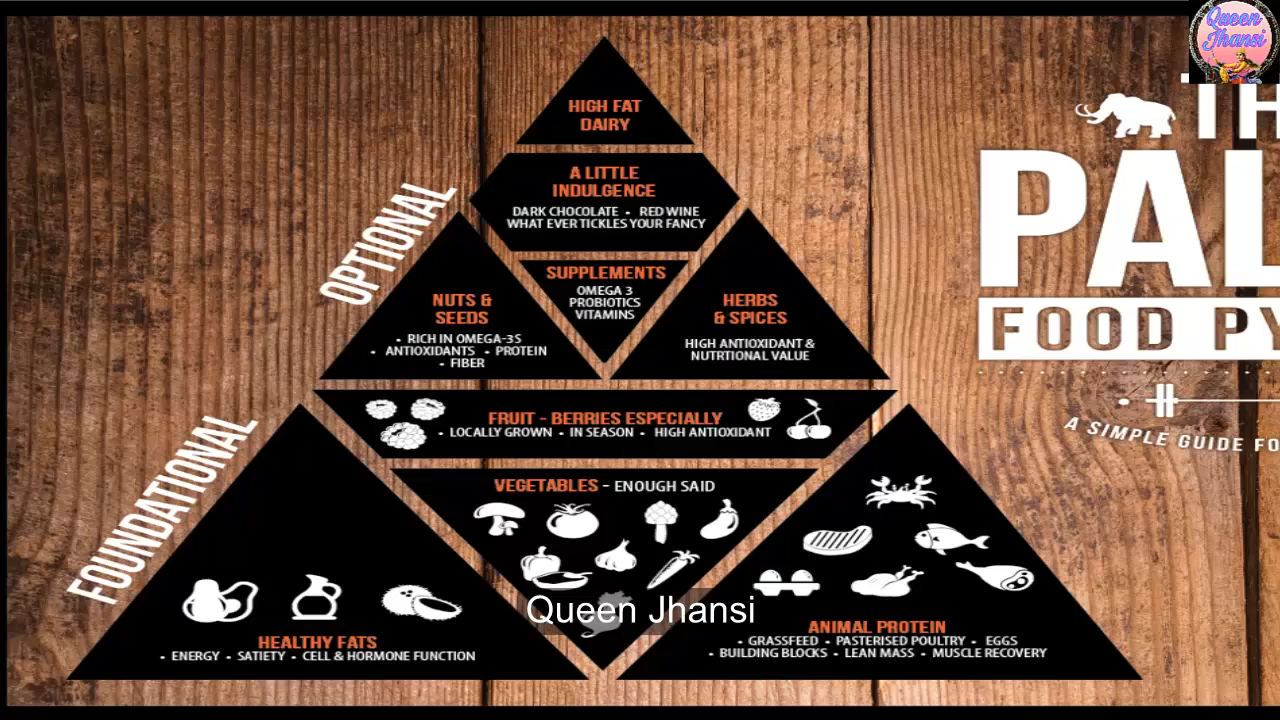 Queen
Jhansi
HIGH FAT
DAIRY
A LITTLE
INDULGENCE
DARK CHOCOLATE • RED WINE
WHAT EVER TICKLES YOUR FANCY
OPTIONAL
SUPPLEMENTS
OMEGA 3
PROBIOTICS
VITAMINS
NUTS &
SEEDS
• RICH IN OMEGA-3S
• ANTIOXIDANTS • PROTEIN
• FIBER
HERBS
& SPICES
HIGH ANTIOXIDANT &
NUTRTIONAL VALUE
TH
PAL
FOOD PY
A SIMPLE GUIDE FO
FRUIT - BERRIES ESPECIALLY
• LOCALLY GROWN • IN SEASON • HIGH ANTIOXIDANT
FOUNDATIONAL
VEGETABLES - ENOUGH SAID
Queen Jhansi
HEALTHY FATS
• ENERGY • SATIETY • CELL & HORMONE FUNCTION
ANIMAL PROTEIN
• GRASSFEED • PASTERISED POULTRY • EGGS
• BUILDING BLOCKS • LEAN MASS • MUSCLE RECOVERY